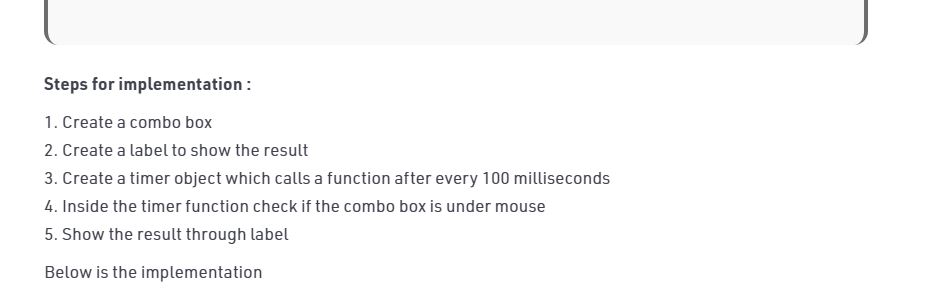 Steps for implementation :
1. Create a combo box
2. Create a label to show the result
3. Create a timer object which calls a function after every 100 milliseconds
4. Inside the timer function check if the combo box is under mouse
5. Show the result through label
Below is the implementation